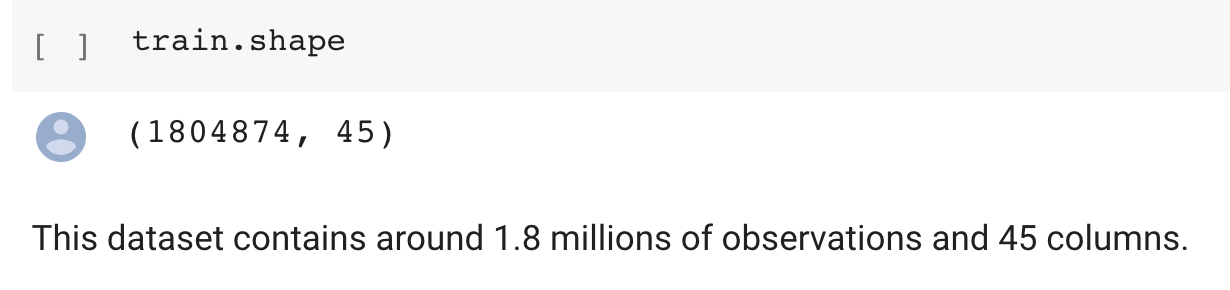 [ ] train.shape
(1804874, 45)
This dataset contains around 1.8 millions of observations and 45 columns.